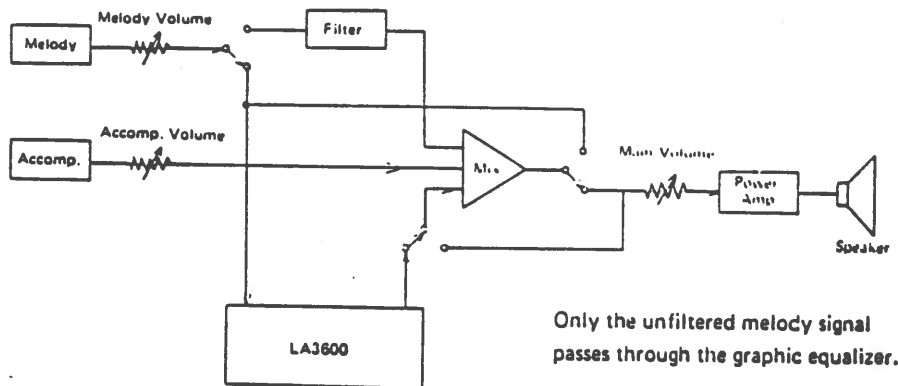 Melody Volume
Filter
Melody
Accomp. Volume
Main Volume
Accomp.
Mix
Power
Amp
Speaker
Only the unfiltered melody signal
passes through the graphic equalizer.
LA3600